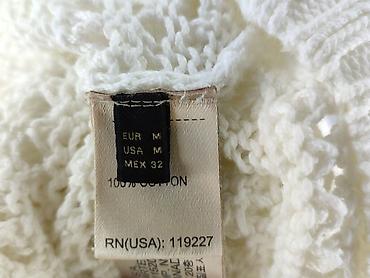 EUR M
USA M
MEX 32
100% COTTON
RN(USA): 119227